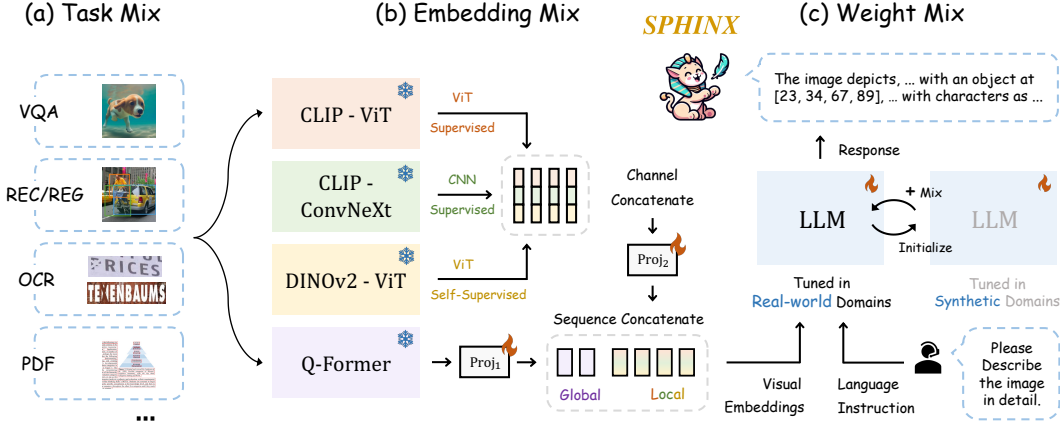 (a) Task Mix
VQA
REC/REG
OCR
RICES
TEXENBAUMS
PDF
...
(b) Embedding Mix
CLIP - ViT
ViT
Supervised
CLIP -
ConvNeXt
CNN
Supervised
DINOv2 - ViT
ViT
Self-Supervised
Q-Former
Proj₁
Channel
Concatenate
Proj₂
Sequence Concatenate
Global
Local
SPHINX
(c) Weight Mix
The image depicts, ... with an object at
[23, 34, 67, 89], ... with characters as ...
Response
LLM
+
Mix
Initialize
LLM
Tuned in
Real-world Domains
Tuned in
Synthetic Domains
Visual
Embeddings
Language
Instruction
Please
Describe
the image
in detail.